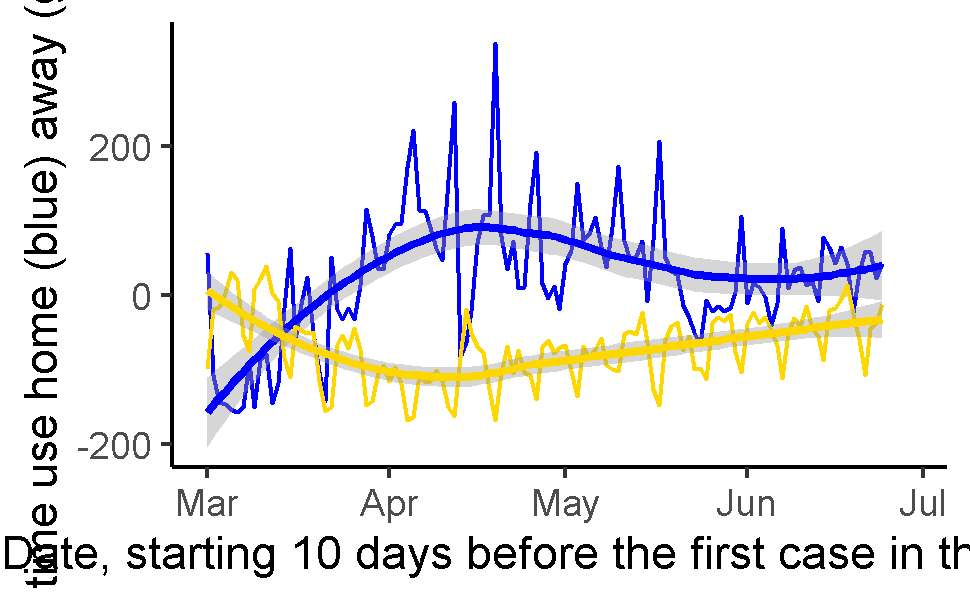 time use home (blue) away (
200
0
-200
Mar Apr May Jun Jul
Date, starting 10 days before the first case in